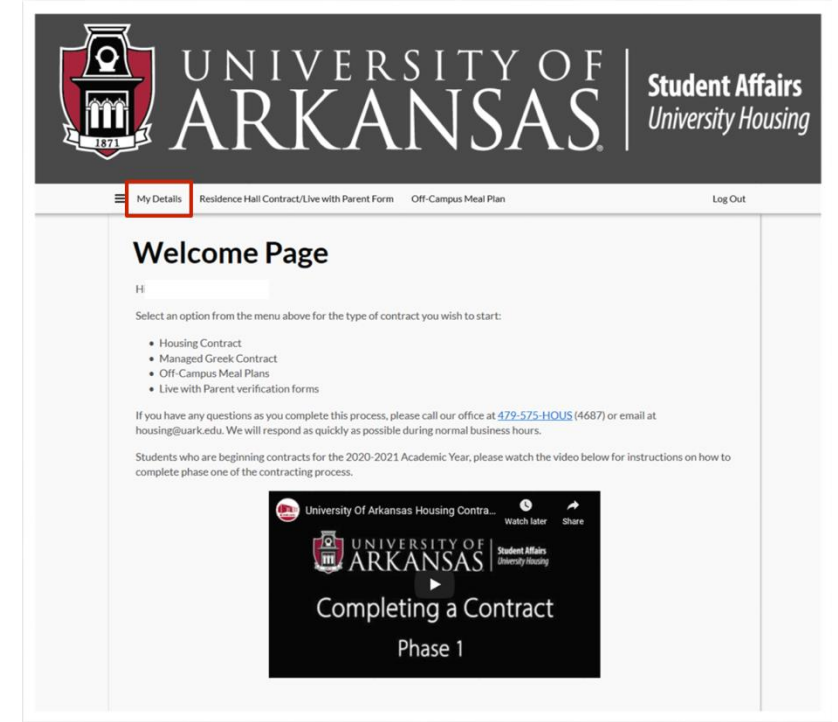 UNIVERSITY OF
ARKANSAS®
Student Affairs
University Housing
1871
My Details Residence Hall Contract/Live with Parent Form Off-Campus Meal Plan Log Out
Welcome Page
Hi
Select an option from the menu above for the type of contract you wish to start:
• Housing Contract
• Managed Greek Contract
• Off-Campus Meal Plans
• Live with Parent verification forms
If you have any questions as you complete this process, please call our office at 479-575-HOUS (4687) or email at
housing@uark.edu. We will respond as quickly as possible during normal business hours.
Students who are beginning contracts for the 2020-2021 Academic Year, please watch the video below for instructions on how to
complete phase one of the contracting process.
University Of Arkansas Housing Contra...
Watch later Share
UNIVERSITY OF
ARKANSAS
Student Affairs
University Housing
Completing a Contract
Phase 1